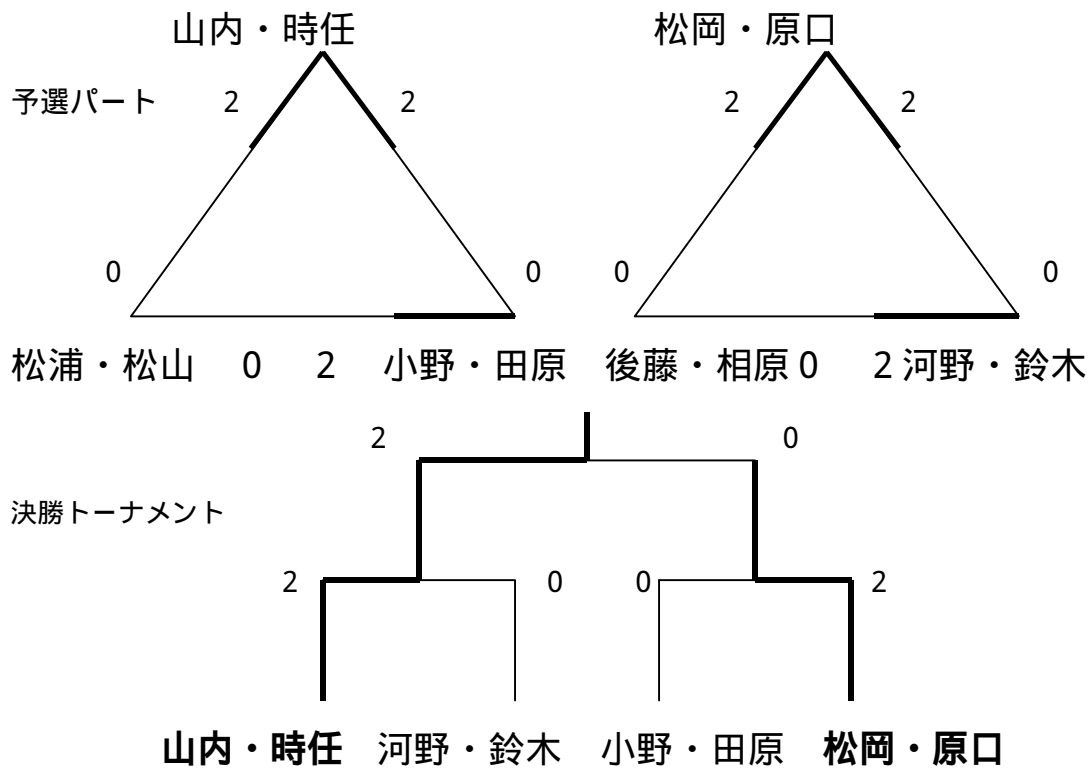 山内・時任 松岡・原口
予選パート 2 2 2 2
0 0 0 0
松浦・松山 0 2 小野・田原 後藤・相原 0 2 河野・鈴木
2 0
決勝トーナメント
2 0 0 2
山内・時任 河野・鈴木 小野・田原 松岡・原口